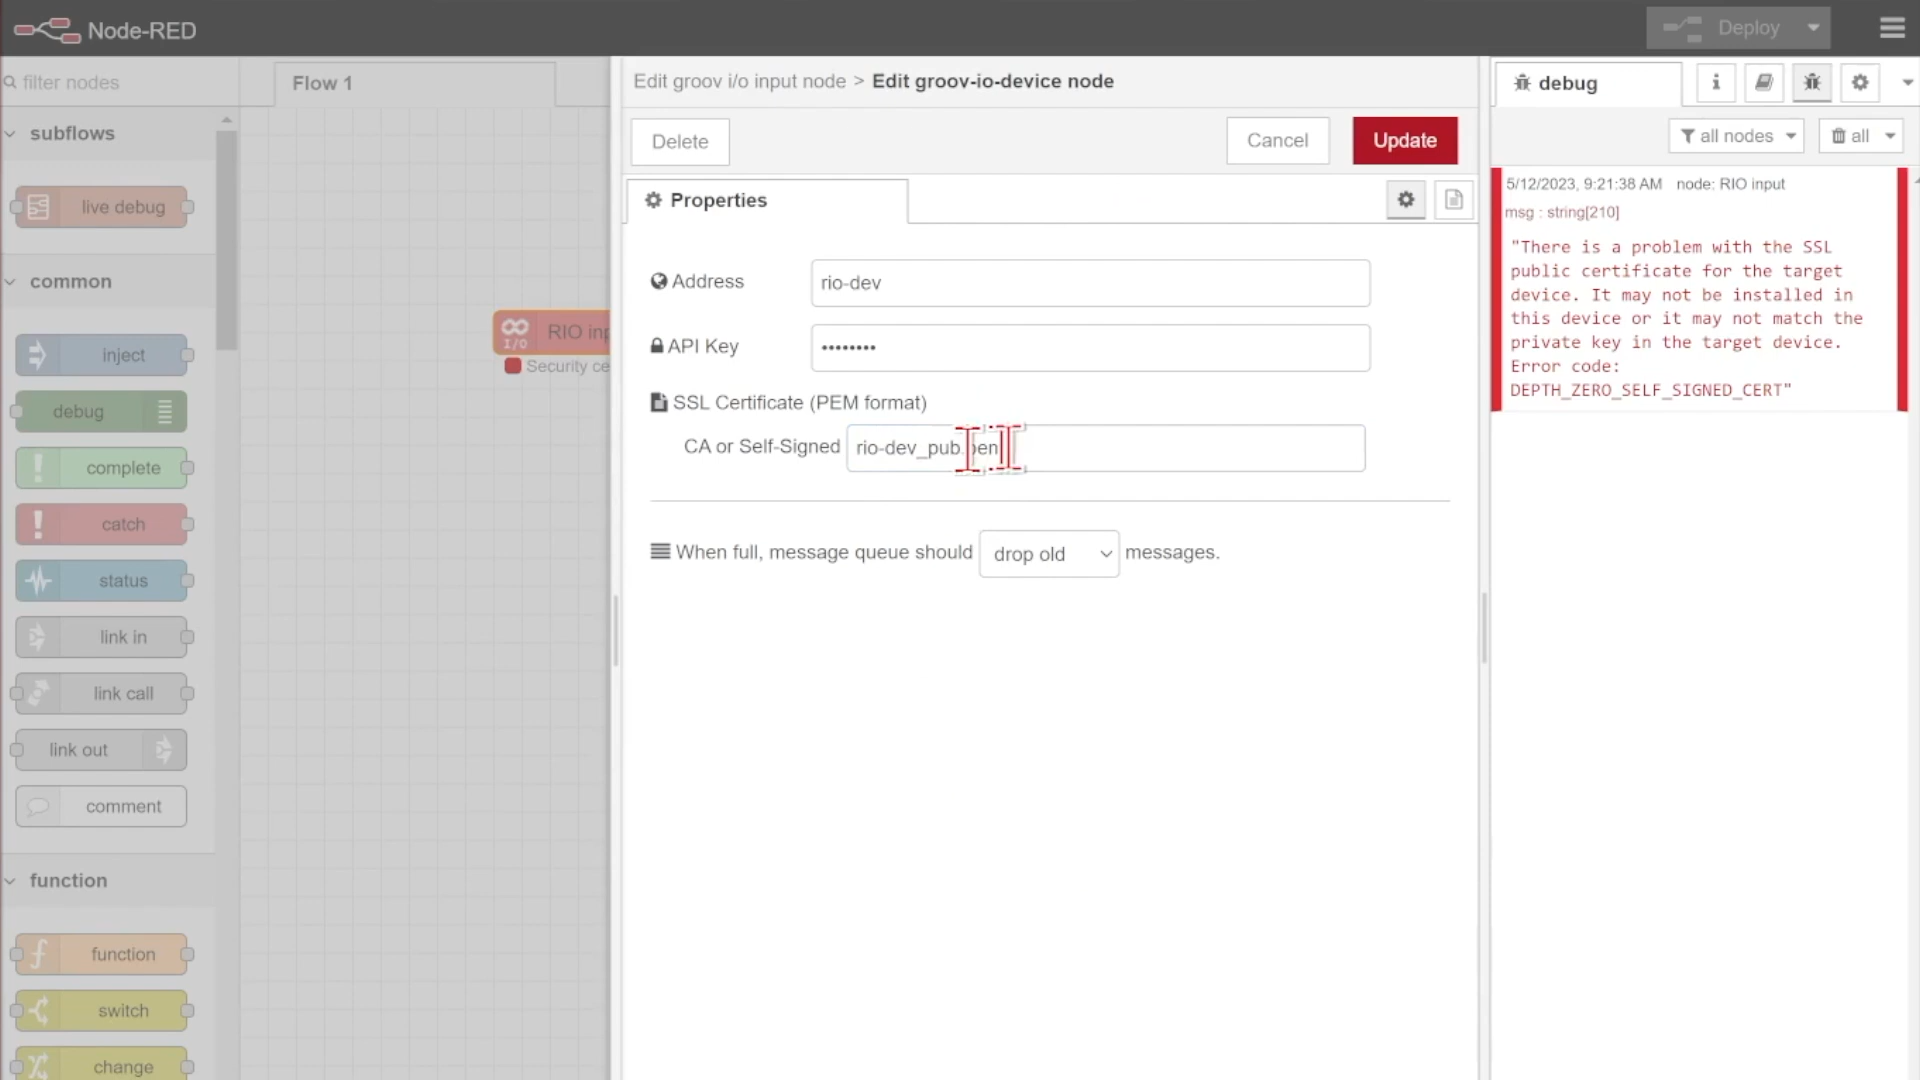 Node-RED
Deploy
filter nodes
Flow 1
Edit groov i/o input node > Edit groov-io-device node
debug
subflows
Delete
Cancel
Update
all nodes
all
live debug
Properties
5/12/2023, 9:21:38 AM node: RIO input
msg : string[210]
"There is a problem with the SSL
public certificate for the target
device. It may not be installed in
this device or it may not match the
private key in the target device.
Error code:
DEPTH_ZERO_SELF_SIGNED_CERT"
common
Address
rio-dev
inject
RIO inp
I/O
Security ce
API Key
••••••••
debug
SSL Certificate (PEM format)
CA or Self-Signed
rio-dev_pub.pem
complete
catch
When full, message queue should drop old messages.
status
link in
link call
link out
comment
function
function
switch
change